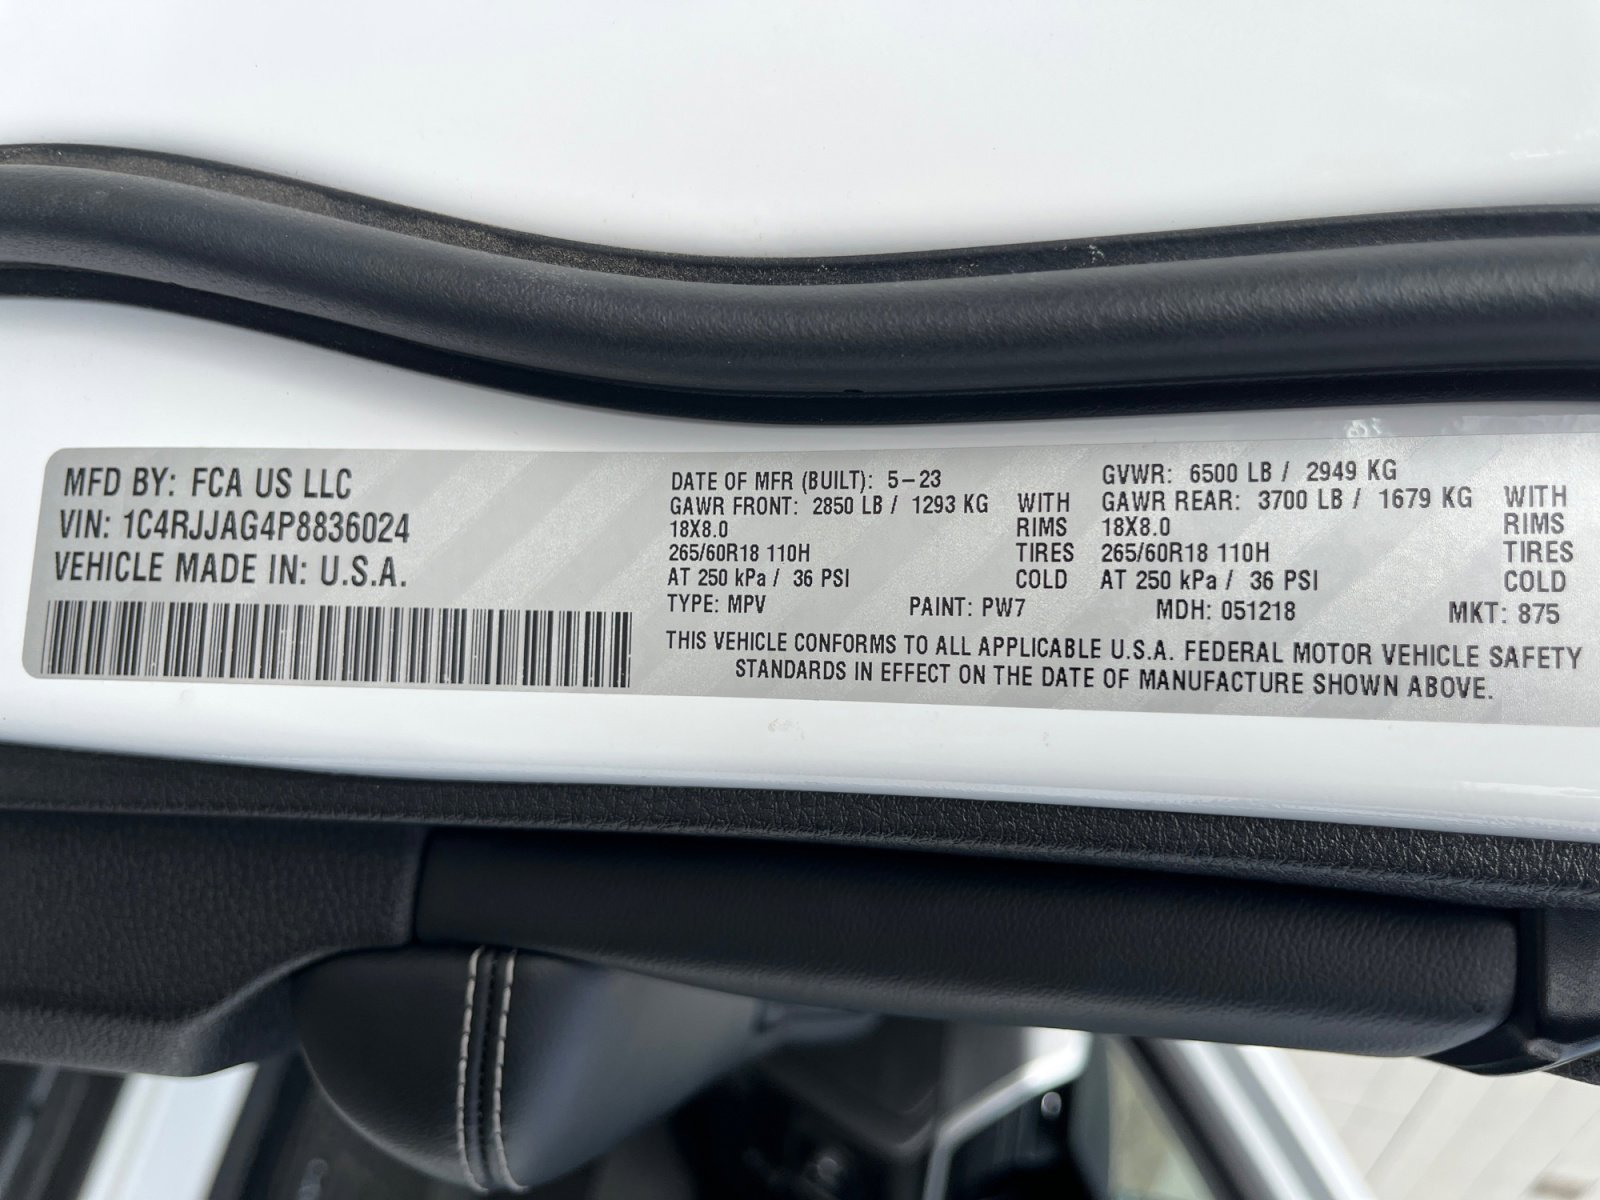 MFD BY: FCA US LLC
VIN: 1C4RJJAG4P8836024
VEHICLE MADE IN: U.S.A.
DATE OF MFR (BUILT): 5-23
GAWR FRONT: 2850 LB / 1293 KG WITH
18X8.0 RIMS
265/60R18 110H TIRES
AT 250 kPa / 36 PSI COLD
GVWR: 6500 LB / 2949 KG
GAWR REAR: 3700 LB / 1679 KG WITH
18X8.0 RIMS
265/60R18 110H TIRES
AT 250 kPa / 36 PSI COLD
TYPE: MPV PAINT: PW7 MDH: 051218 MKT: 875
THIS VEHICLE CONFORMS TO ALL APPLICABLE U.S.A. FEDERAL MOTOR VEHICLE SAFETY
STANDARDS IN EFFECT ON THE DATE OF MANUFACTURE SHOWN ABOVE.